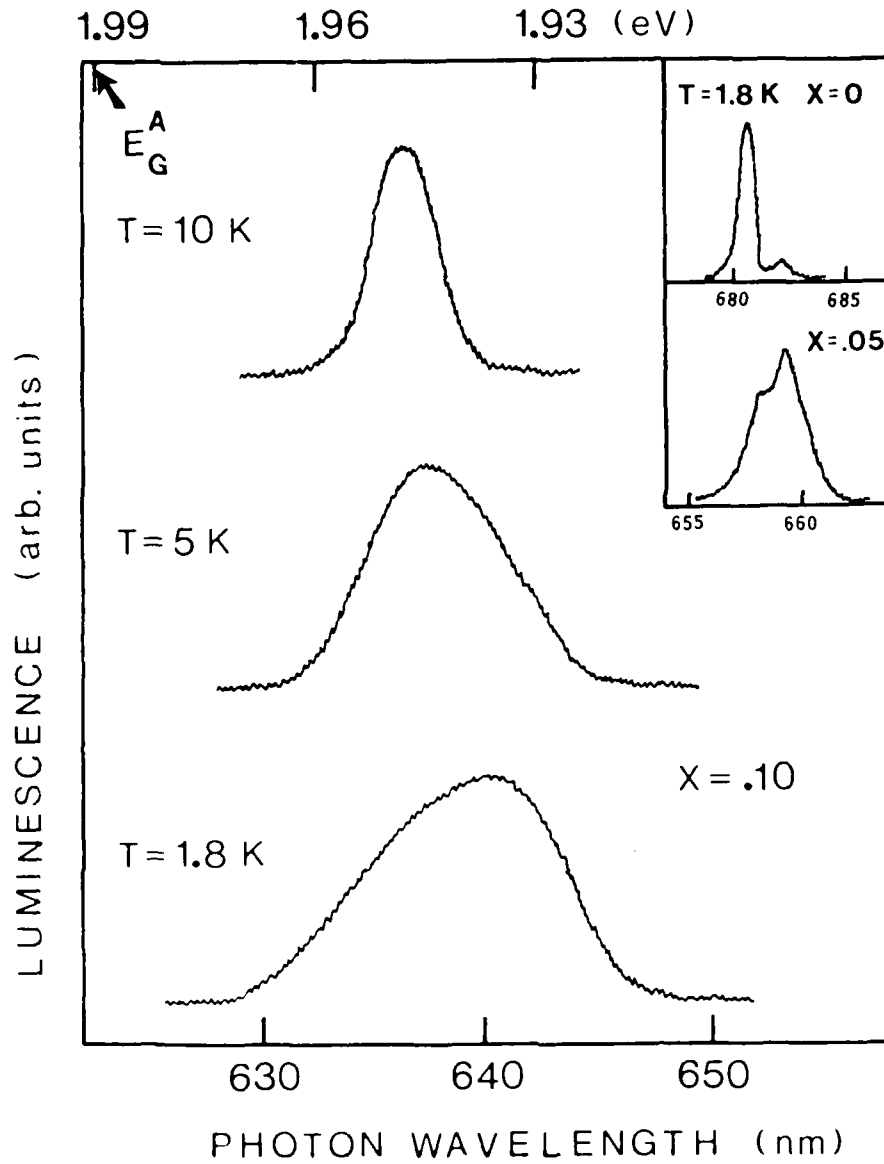 1.99 1.96 1.93 (eV)
E_G^A
T = 10 K
T = 5 K
T = 1.8 K
X = .10
T = 1.8 K X = 0
680 685
X = .05
655 660
630 640 650
PHOTON WAVELENGTH (nm)
LUMINESCENCE (arb. units)